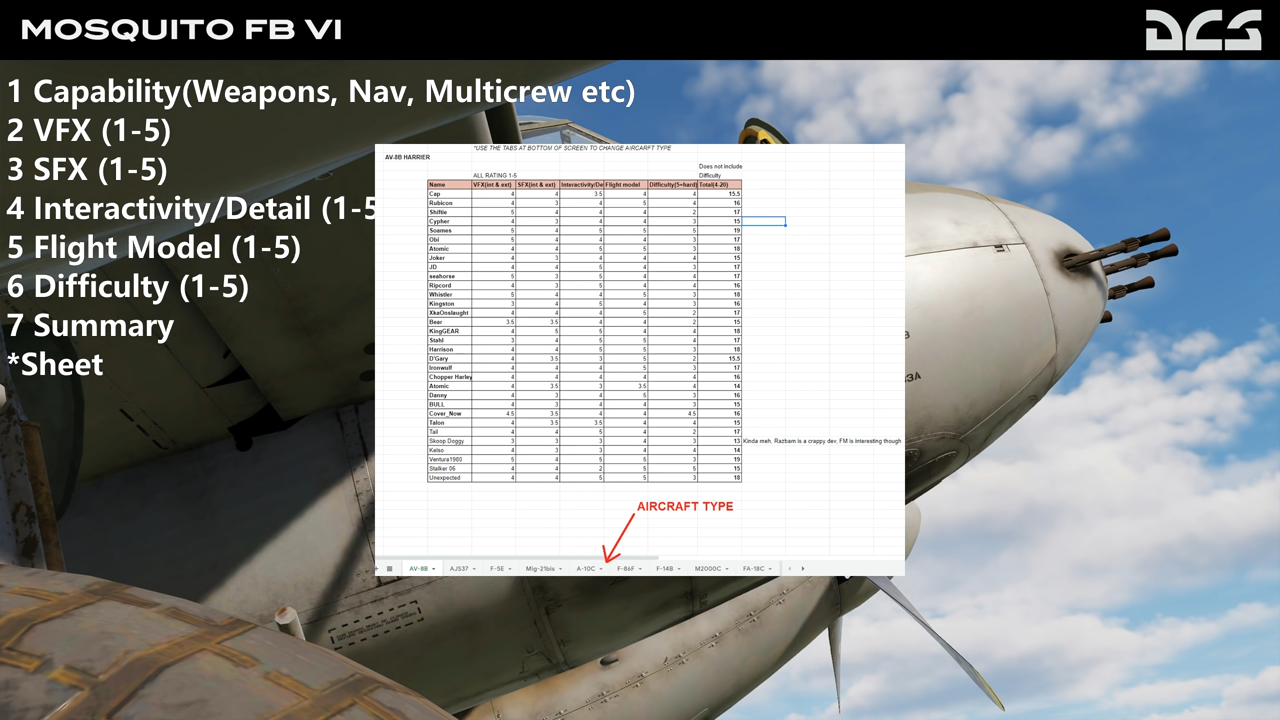 MOSQUITO FB VI
DCS
1 Capability(Weapons, Nav, Multicrew etc)
2 VFX (1-5)
3 SFX (1-5)
4 Interactivity/Detail (1-5
5 Flight Model (1-5)
6 Difficulty (1-5)
7 Summary
*Sheet
*USE THE TABS AT BOTTOM OF SCREEN TO CHANGE AIRCARFT TYPE
AV-8B HARRIER
Does not include
ALL RATING 1-5 Difficulty
Name VFX(int & ext) SFX(int & ext) Interactivity/De Flight model Difficulty(5=hard) Total(4-20)
Cap 4 4 3.5 4 4 15.5
Rubicon 4 3 4 5 4 16
Shiftie 5 4 4 4 2 17
Cypher 4 3 4 4 3 15
Soames 5 4 5 5 5 19
Obi 5 4 4 4 3 17
Atomic 4 4 5 5 3 18
Joker 4 3 4 4 4 15
JD 4 4 5 4 3 17
seahorse 5 3 5 4 4 17
Ripcord 4 4 4 4 4 16
Whistler 5 4 4 5 3 18
Kingston 3 4 4 5 3 16
XkaOnslaught 4 4 4 5 2 17
Bear 3.5 3.5 4 4 2 15
KingGEAR 4 5 5 4 4 18
Stahl 3 4 5 5 4 17
Harrison 4 4 5 5 3 18
D'Gary 4 3.5 4 4 2 15.5
Ironwulf 4 4 4 5 3 17
Chopper Harley 4 4 4 4 4 16
Atomic 4 3.5 3 3.5 4 14
Danny 4 3 4 5 3 16
BULL 4 3 4 4 4 15
Cover_Now 4.5 3.5 4 4 4.5 16
Talon 4 3.5 3.5 4 4 15
Tail 4 4 5 4 2 17
Skoop Doggy 3 3 3 4 3 13 Kinda meh, Razbam is a crappy dev, FM is interesting though
Kelso 4 3 3 4 4 14
Ventura1980 5 4 5 5 3 19
Stalker 06 4 4 2 5 5 15
Unexpected 4 4 5 5 3 18
AIRCRAFT TYPE
AV-8B AJS37 F-5E Mig-21bis A-10C F-86F F-14B M2000C FA-18C